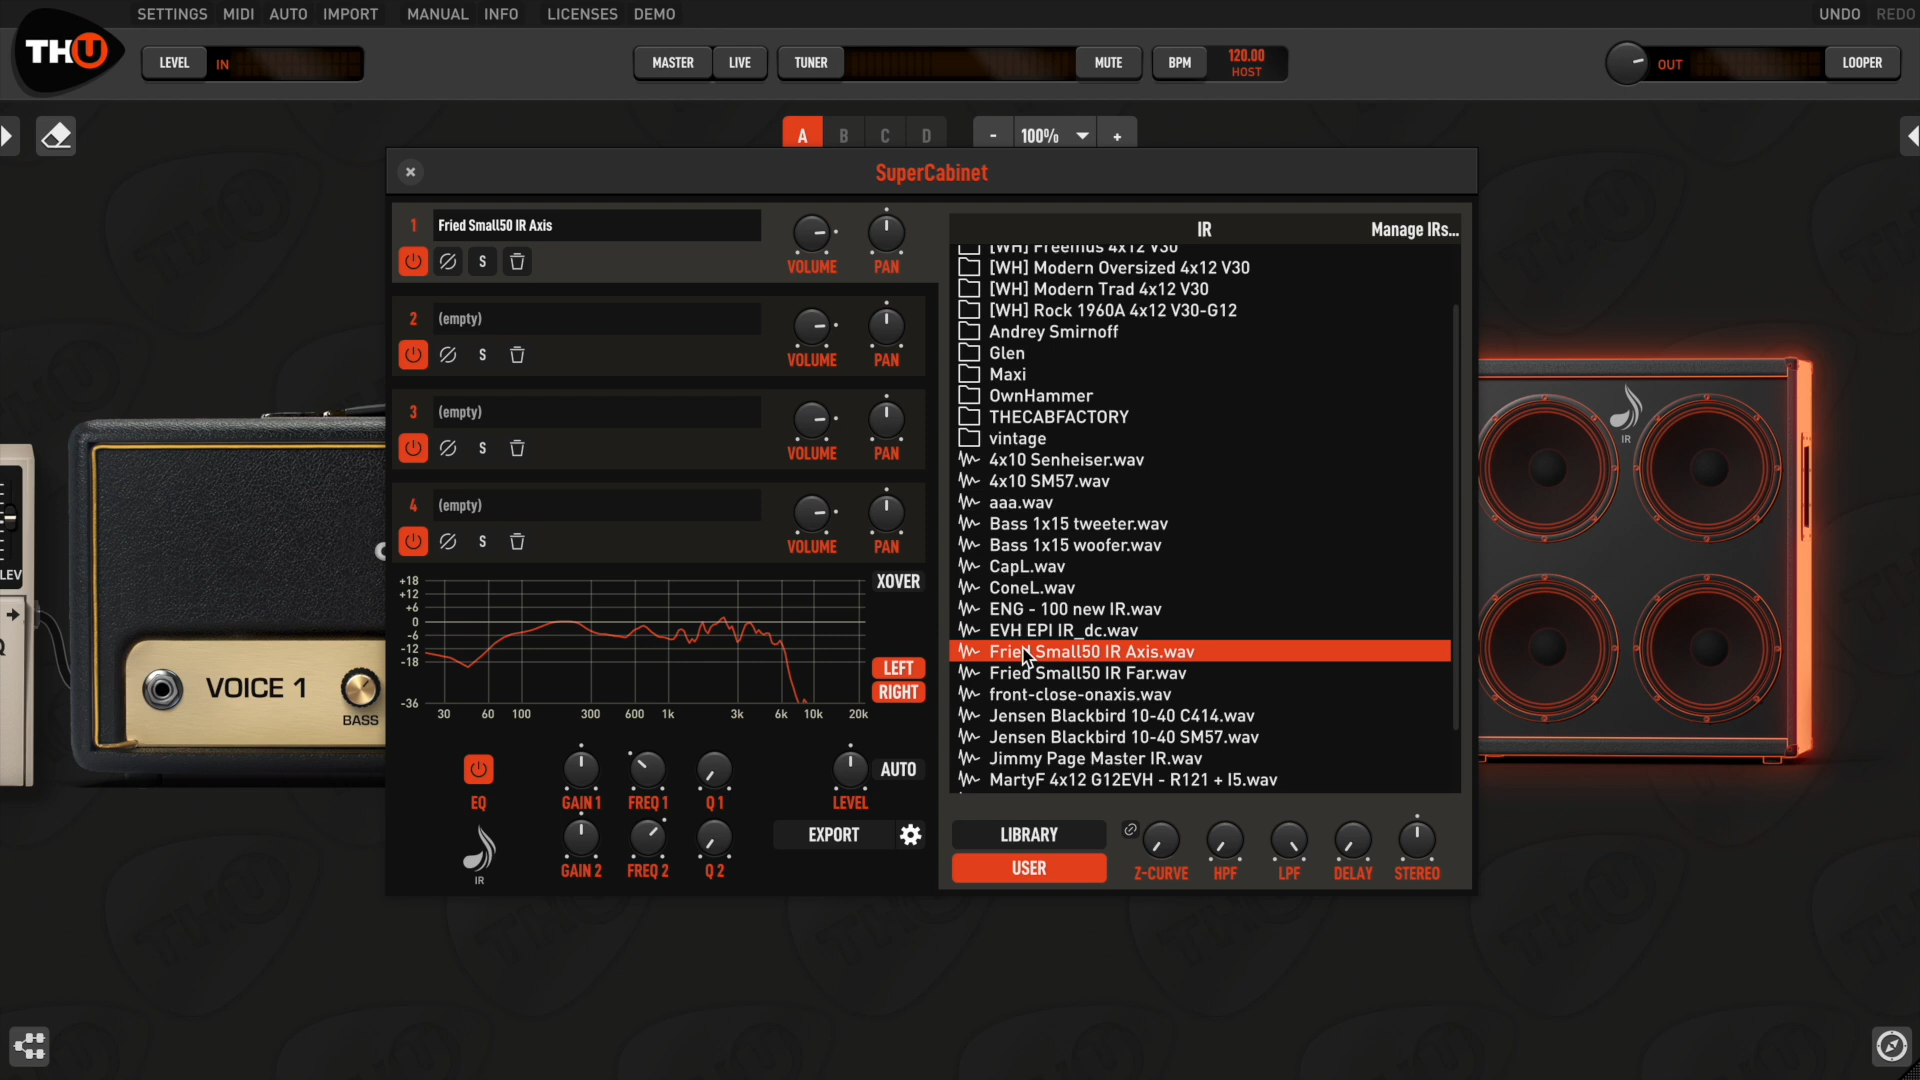 SETTINGS MIDI AUTO IMPORT MANUAL INFO LICENSES DEMO UNDO REDO
THU
LEVEL IN MASTER LIVE TUNER MUTE BPM 120.00 HOST OUT LOOPER
A B C D - 100% +
SuperCabinet
1 Fried Small50 IR Axis
S
VOLUME PAN
2 (empty)
S
VOLUME PAN
3 (empty)
S
VOLUME PAN
4 (empty)
S
VOLUME PAN
+18
+12
+6
0
-6
-12
-18
-36
30 60 100 300 600 1k 3k 6k 10k 20k
XOVER
LEFT
RIGHT
EQ GAIN 1 FREQ 1 Q 1 LEVEL AUTO
IR GAIN 2 FREQ 2 Q 2 EXPORT
IR Manage IRs...
[WH] Freemus 4x12 V30
[WH] Modern Oversized 4x12 V30
[WH] Modern Trad 4x12 V30
[WH] Rock 1960A 4x12 V30-G12
Andrey Smirnoff
Glen
Maxi
OwnHammer
THECABFACTORY
vintage
4x10 Senheiser.wav
4x10 SM57.wav
aaa.wav
Bass 1x15 tweeter.wav
Bass 1x15 woofer.wav
CapL.wav
ConeL.wav
ENG - 100 new IR.wav
EVH EPI IR_dc.wav
Fried Small50 IR Axis.wav
Fried Small50 IR Far.wav
front-close-onaxis.wav
Jensen Blackbird 10-40 C414.wav
Jensen Blackbird 10-40 SM57.wav
Jimmy Page Master IR.wav
MartyF 4x12 G12EVH - R121 + I5.wav
LIBRARY
USER
Z-CURVE HPF LPF DELAY STEREO
LEV
VOICE 1
BASS
IR